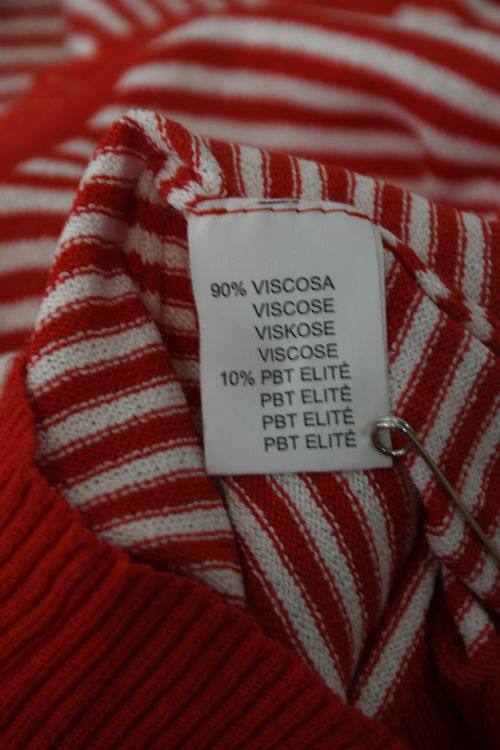 90% VISCOSA
VISCOSE
VISKOSE
VISCOSE
10% PBT ELITÉ
PBT ELITÉ
PBT ELITÉ
PBT ELITÉ